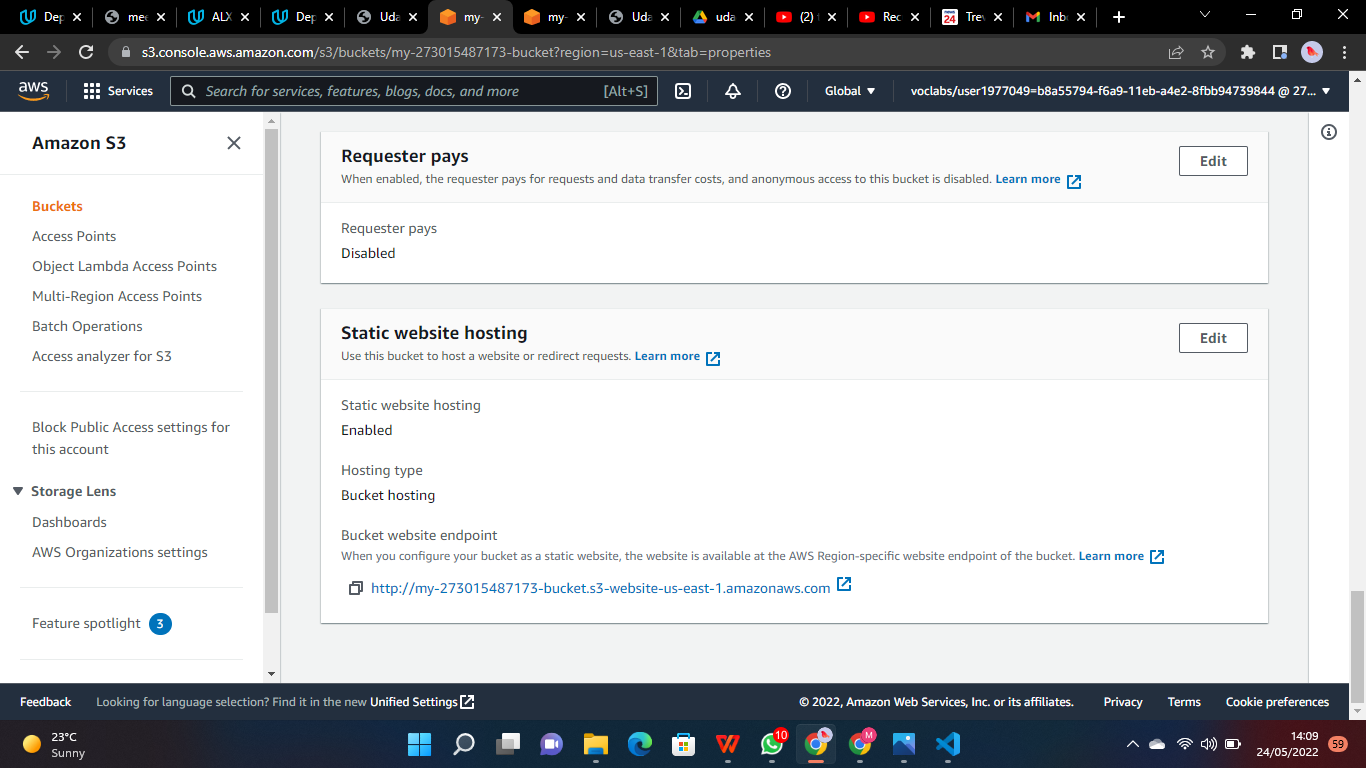 Dep
mee
ALX
Dep
Uda
my-
my-
Uda
uda
(2)
Rec
Trev
Inb
s3.console.aws.amazon.com/s3/buckets/my-273015487173-bucket?region=us-east-1&tab=properties
aws
Services
Search for services, features, blogs, docs, and more
[Alt+S]
Global
voclabs/user1977049=b8a55794-f6a9-11eb-a4e2-8fbb94739844 @ 27...
Amazon S3
Buckets
Access Points
Object Lambda Access Points
Multi-Region Access Points
Batch Operations
Access analyzer for S3
Block Public Access settings for
this account
Storage Lens
Dashboards
AWS Organizations settings
Feature spotlight 3
Requester pays
Edit
When enabled, the requester pays for requests and data transfer costs, and anonymous access to this bucket is disabled. Learn more
Requester pays
Disabled
Static website hosting
Edit
Use this bucket to host a website or redirect requests. Learn more
Static website hosting
Enabled
Hosting type
Bucket hosting
Bucket website endpoint
When you configure your bucket as a static website, the website is available at the AWS Region-specific website endpoint of the bucket. Learn more
http://my-273015487173-bucket.s3-website-us-east-1.amazonaws.com
Feedback
Looking for language selection? Find it in the new Unified Settings
© 2022, Amazon Web Services, Inc. or its affiliates.
Privacy
Terms
Cookie preferences
23°C
Sunny
10
M
14:09
24/05/2022
59